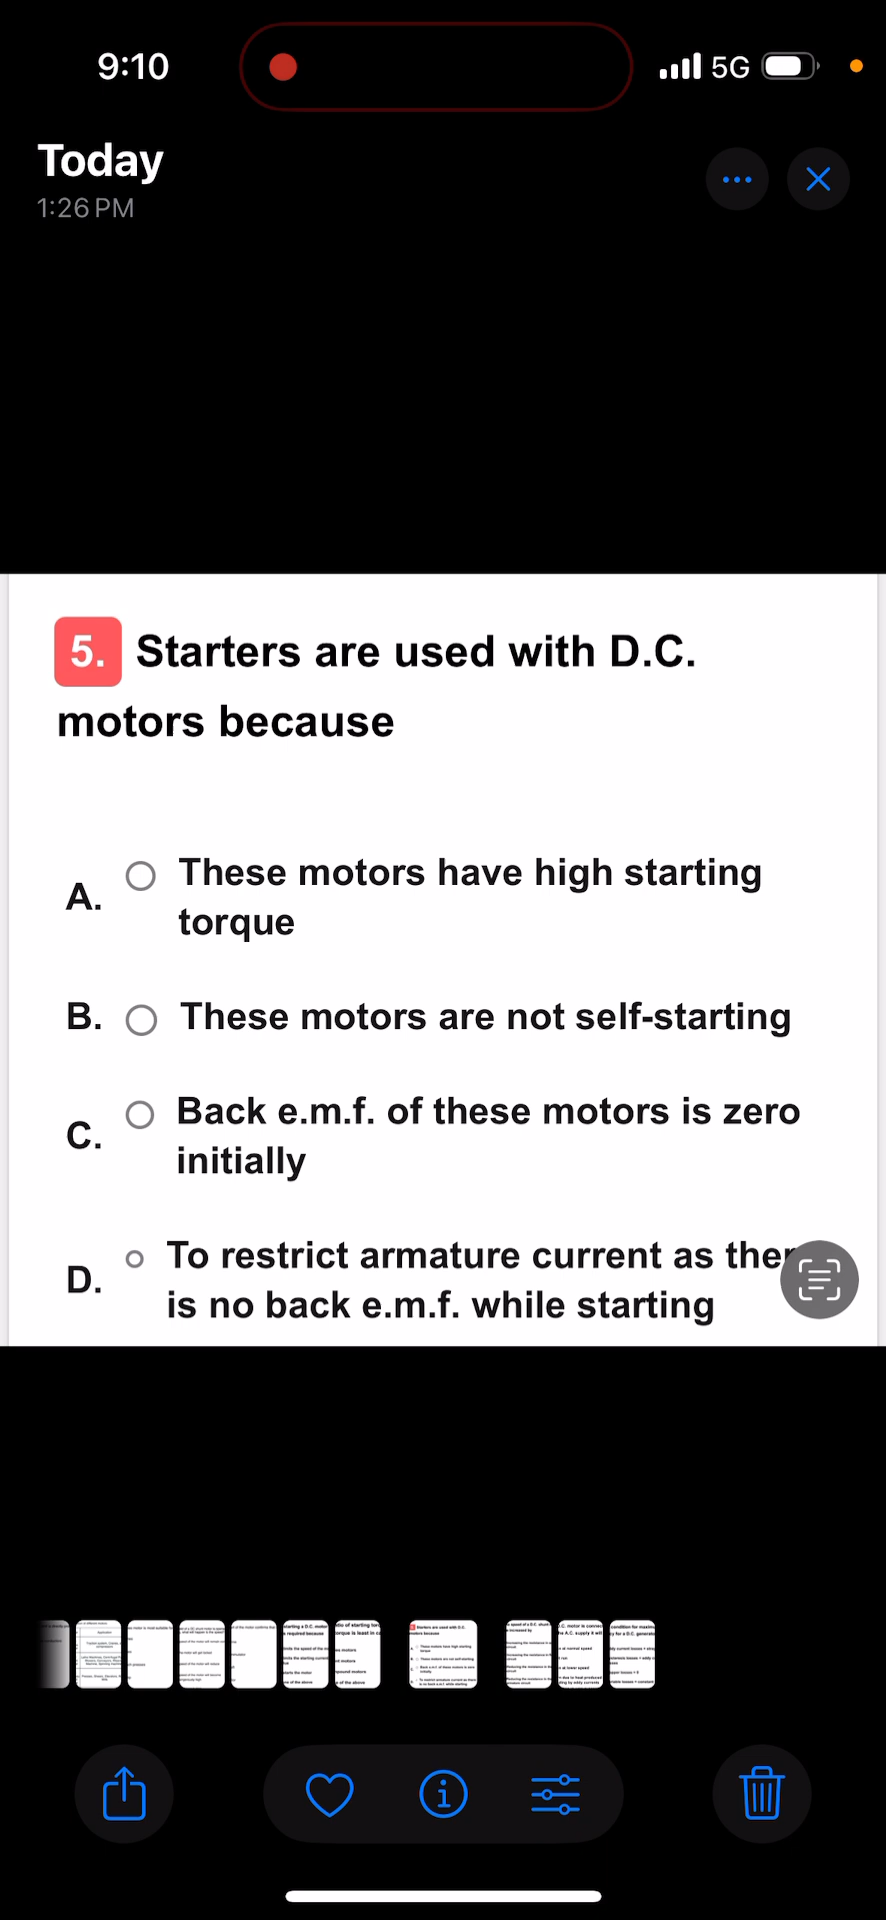 9:10
5G
Today
1:26 PM
5. Starters are used with D.C.
motors because
A. These motors have high starting
torque
B. These motors are not self-starting
C. Back e.m.f. of these motors is zero
initially
D. To restrict armature current as ther
is no back e.m.f. while starting